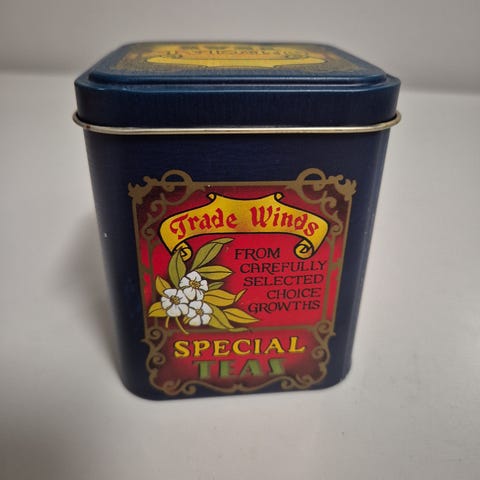 Trade Winds
FROM
CAREFULLY
SELECTED
CHOICE
GROWTHS
SPECIAL
TEAS